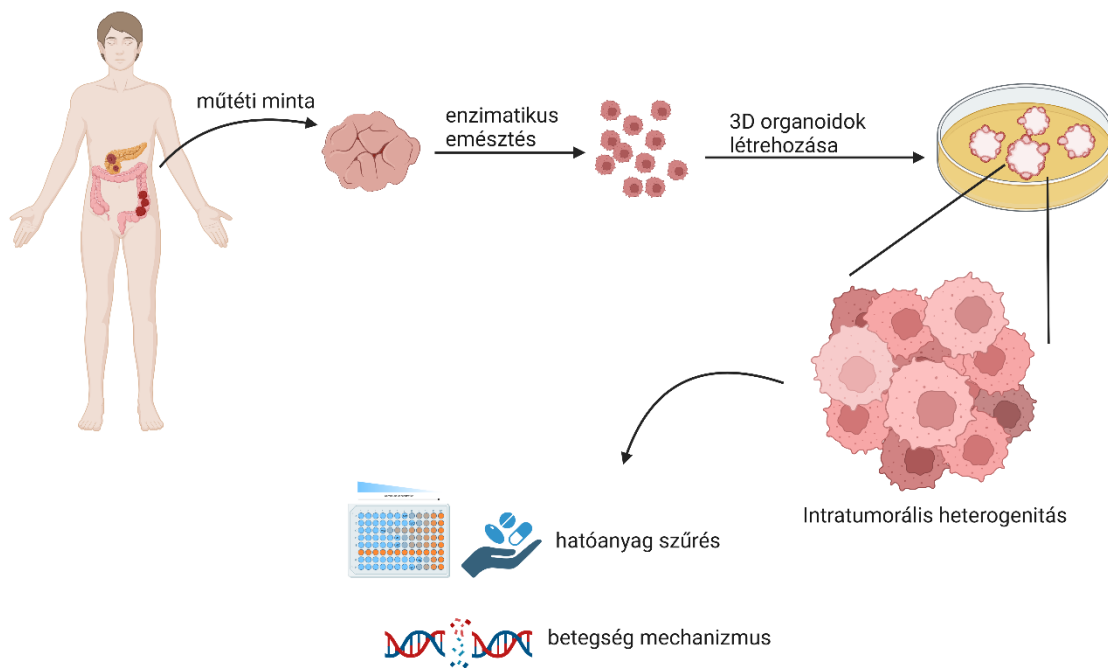 műtéti minta
enzimatikus
emésztés
3D organoidok
létrehozása
Intratumorális heterogenitás
hatóanyag szűrés
betegség mechanizmus